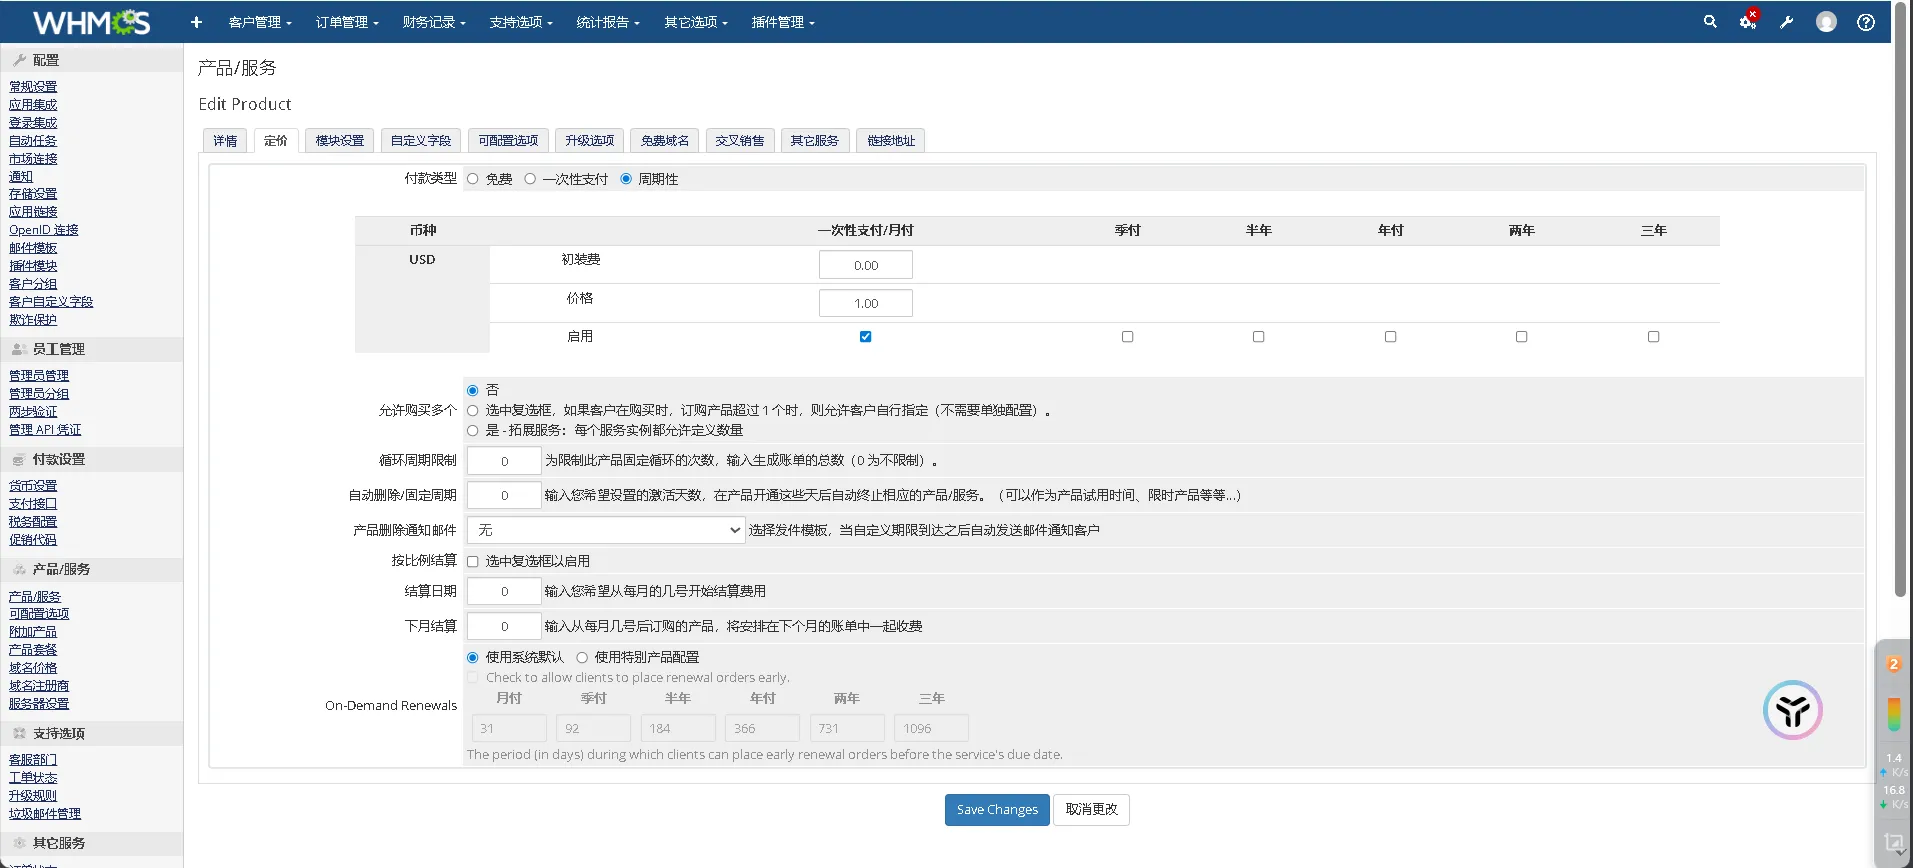 WHMCS
+ 客户管理 订单管理 财务记录 支持选项 统计报告 其它选项 插件管理
配置
常规设置
应用集成
登录集成
自动任务
市场连接
通知
存储设置
应用链接
OpenID 连接
邮件模板
插件模块
客户分组
客户自定义字段
欺诈保护
员工管理
管理员管理
管理员分组
两步验证
管理 API 凭证
付款设置
货币设置
支付接口
税务配置
促销代码
产品/服务
产品/服务
可配置选项
附加产品
产品套餐
域名价格
域名注册商
服务器设置
支持选项
客服部门
工单状态
升级规则
垃圾邮件管理
其它服务
产品/服务
Edit Product
详情 定价 模块设置 自定义字段 可配置选项 升级选项 免费域名 交叉销售 其它服务 链接地址
付款类型 免费 一次性支付 周期性
币种 一次性支付/月付 季付 半年 年付 两年 三年
USD 初装费 0.00
价格 1.00
启用
允许购买多个 否
选中复选框，如果客户在购买时，订购产品超过 1 个时，则允许客户自行指定（不需要单独配置）。
是 - 拓展服务：每个服务实例都允许定义数量
循环周期限制 0 为限制此产品固定循环的次数，输入生成账单的总数（0 为不限制）。
自动删除/固定周期 0 输入您希望设置的激活天数，在产品开通这些天后自动终止相应的产品/服务。（可以作为产品试用时间、限时产品等等...）
产品删除通知邮件 无 选择发件模板，当自定义期限到达之后自动发送邮件通知客户
按比例结算 选中复选框以启用
结算日期 0 输入您希望从每月的几号开始结算费用
下月结算 0 输入从每月几号后订购的产品，将安排在下个月的账单中一起收费
On-Demand Renewals 使用系统默认 使用特别产品配置
Check to allow clients to place renewal orders early.
月付 季付 半年 年付 两年 三年
31 92 184 366 731 1096
The period (in days) during which clients can place early renewal orders before the service's due date.
Save Changes 取消更改
2
1.4
K/s
16.8
K/s